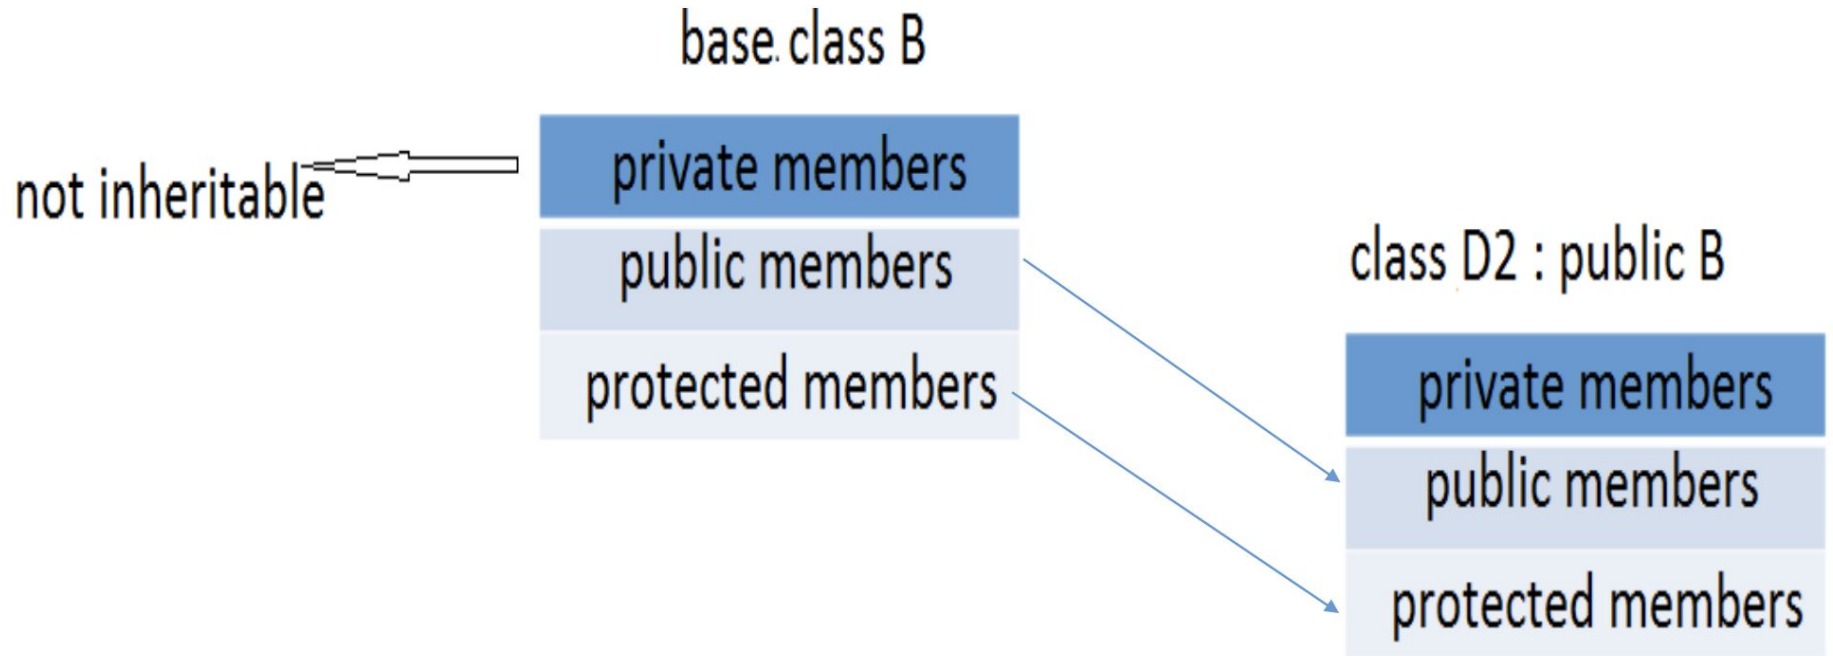 base class B
not inheritable
private members
public members
protected members
class D2 : public B
private members
public members
protected members